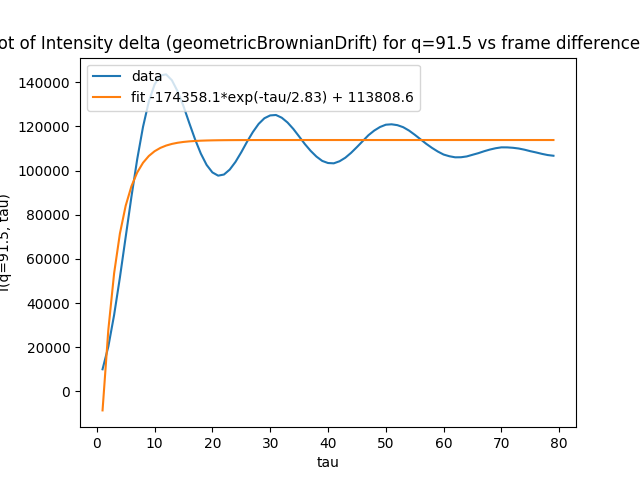 ot of Intensity delta (geometricBrownianDrift) for q=91.5 vs frame difference
data
fit -174358.1*exp(-tau/2.83) + 113808.6
140000
120000
100000
80000
60000
40000
20000
0
I(q=91.5, tau)
0 10 20 30 40 50 60 70 80
tau